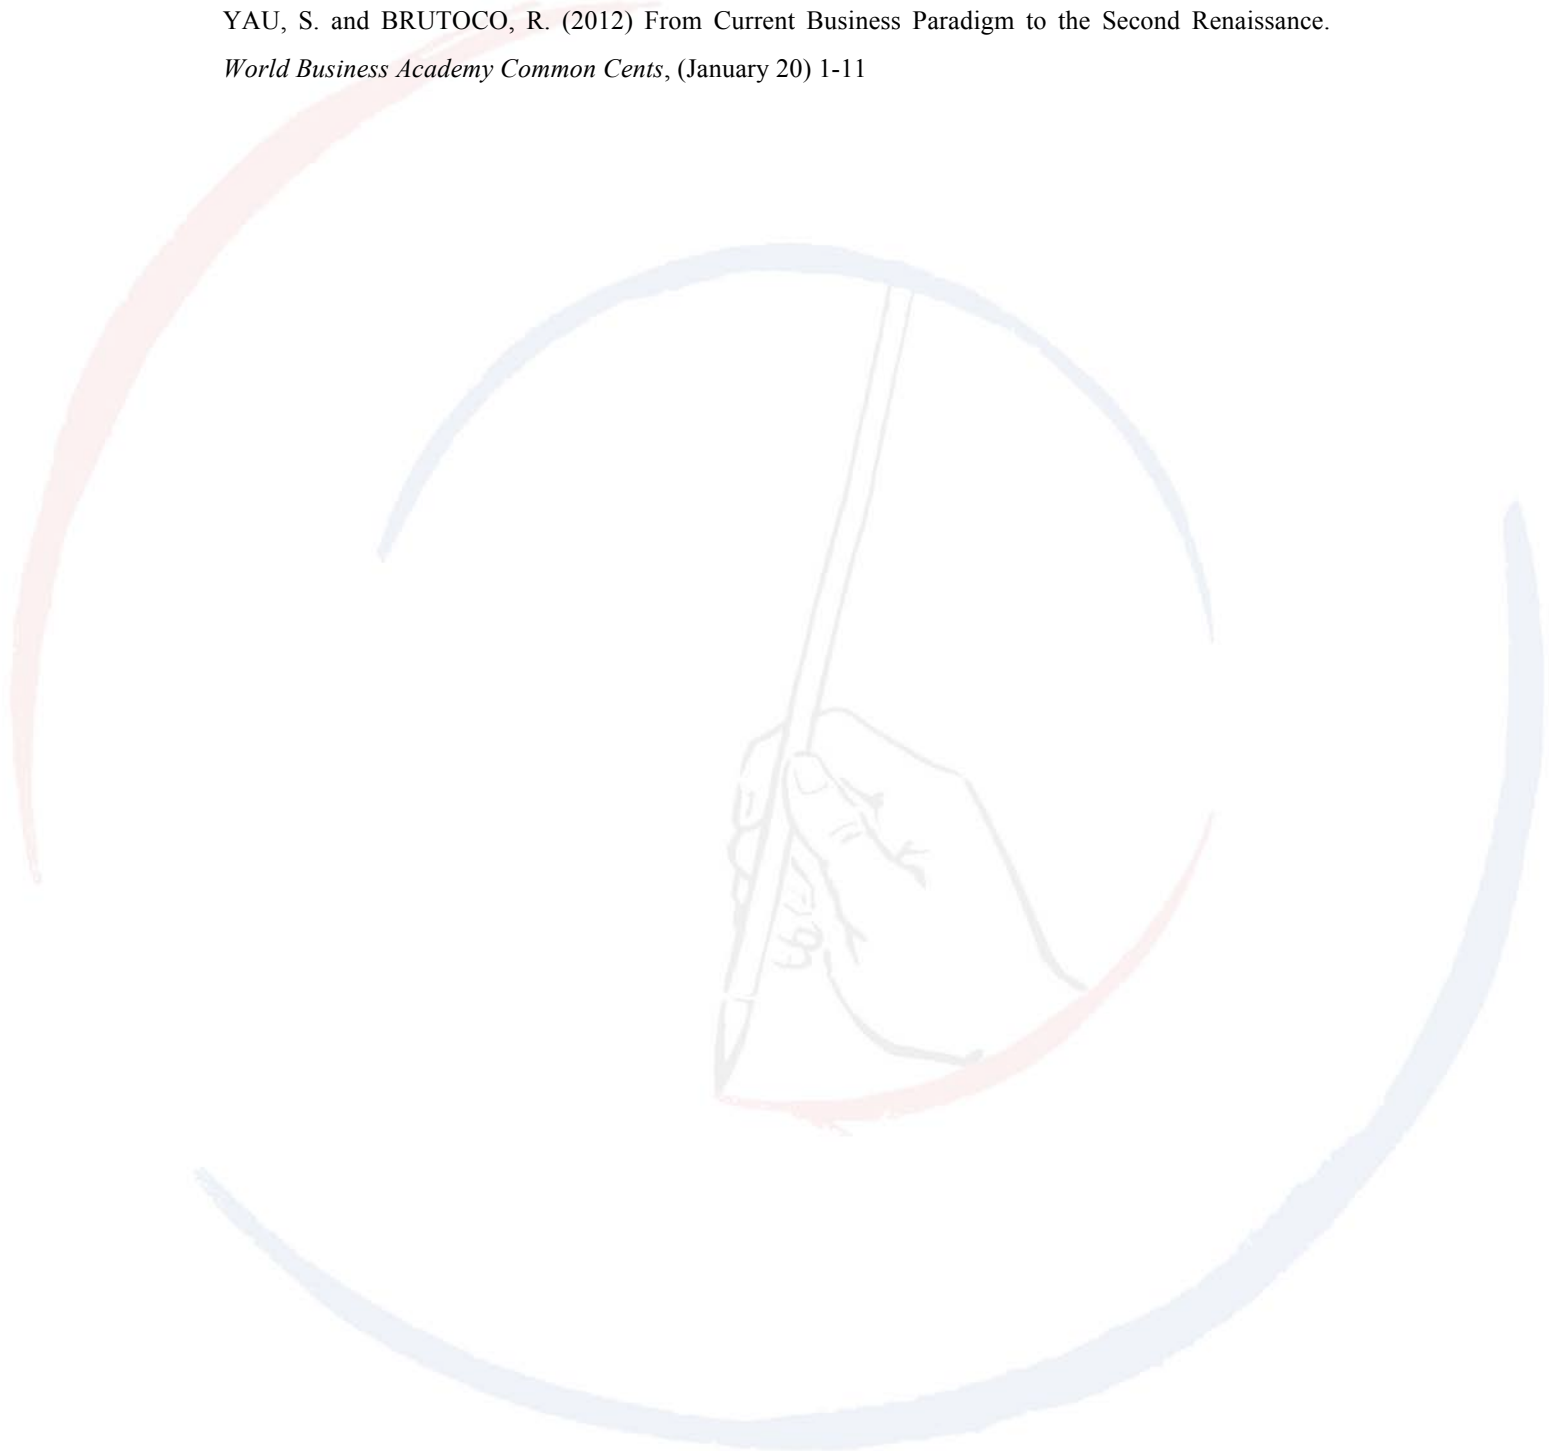 YAU, S. and BRUTOCO, R. (2012) From Current Business Paradigm to the Second Renaissance.
World Business Academy Common Cents, (January 20) 1-11